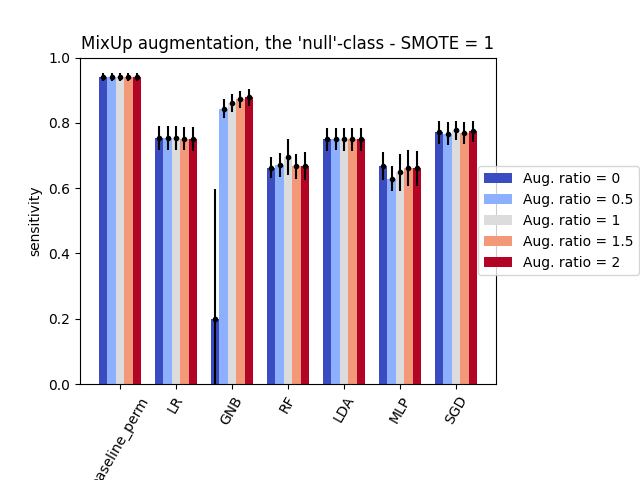 MixUp augmentation, the 'null'-class - SMOTE = 1
1.0
0.8
0.6
0.4
0.2
0.0
sensitivity
Aug. ratio = 0
Aug. ratio = 0.5
Aug. ratio = 1
Aug. ratio = 1.5
Aug. ratio = 2
aseline_perm
LR
GNB
RF
LDA
MLP
SGD